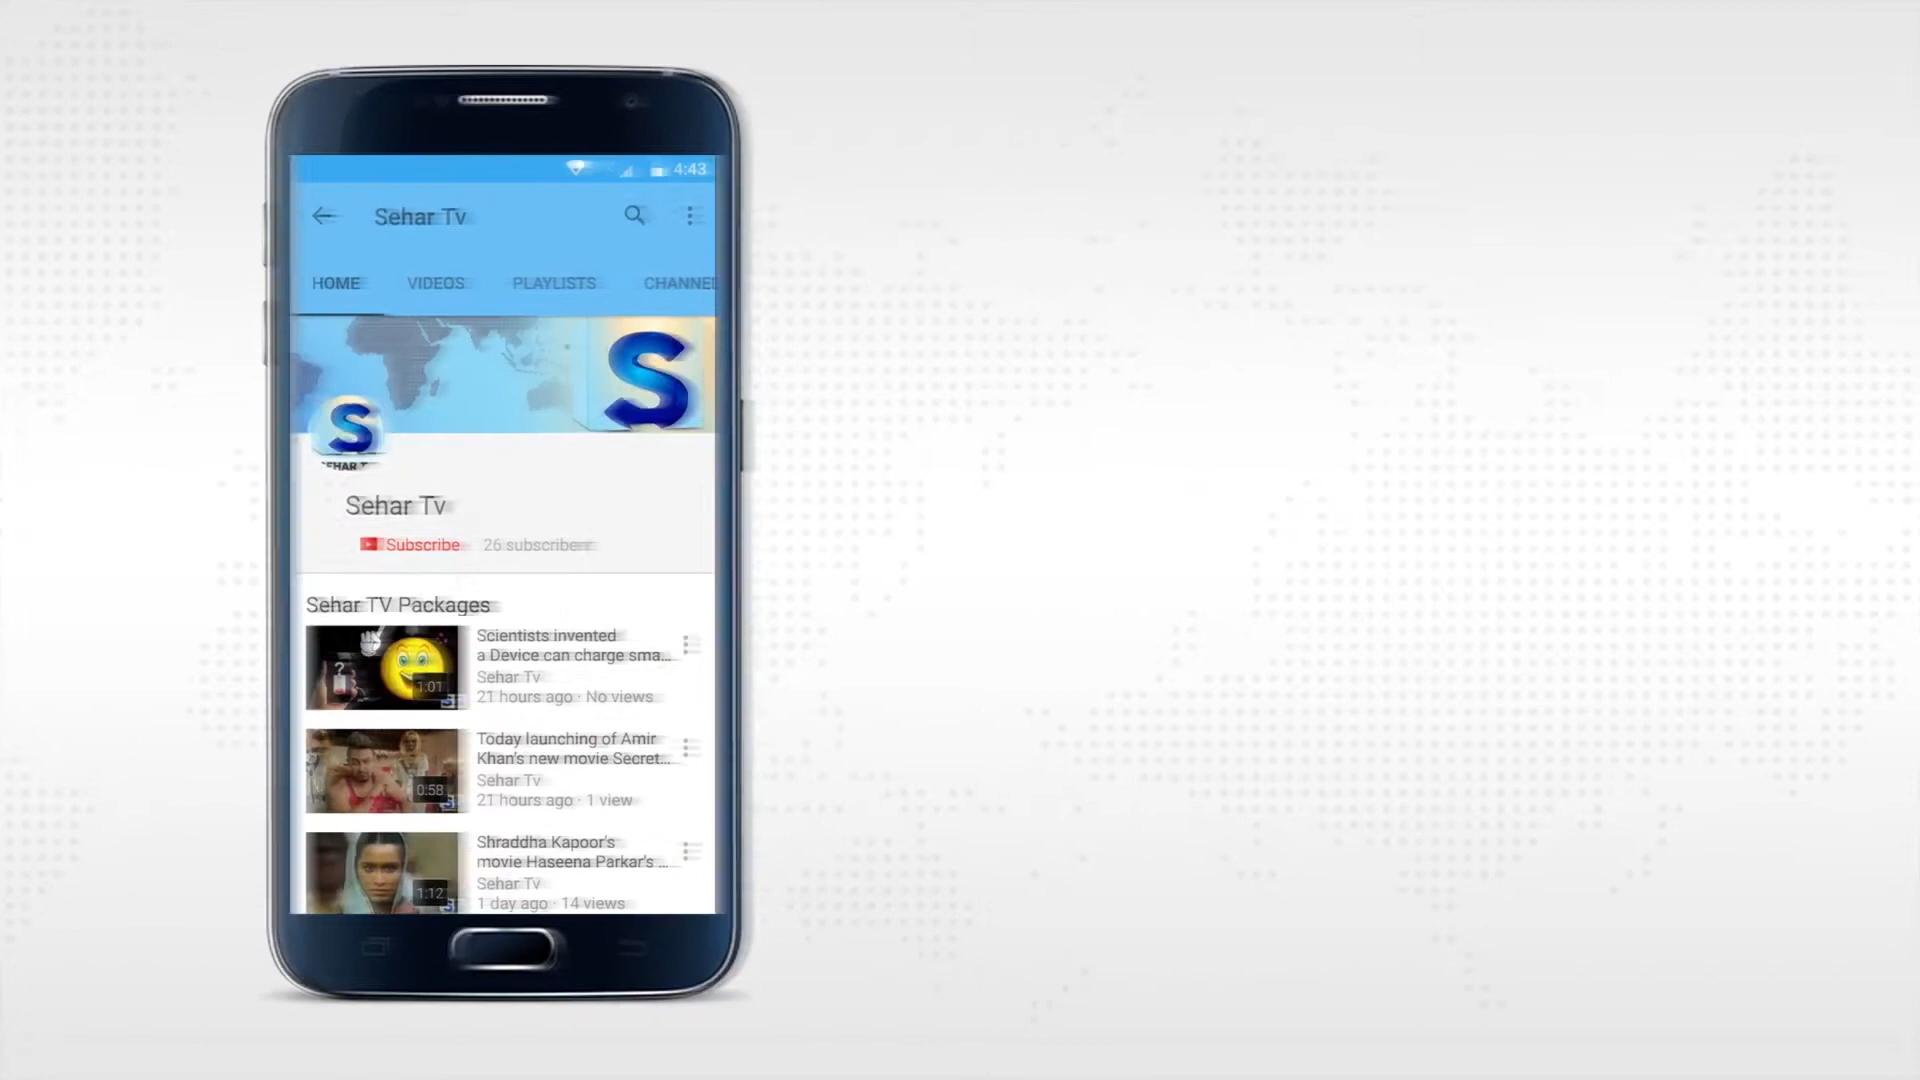 4:43
Sehar Tv
HOME VIDEOS PLAYLISTS CHANNEL
S
S
SEHAR T
Sehar Tv
Subscribe 26 subscribers
Sehar TV Packages
Scientists invented
a Device can charge sma...
Sehar Tv
21 hours ago · No views
1:01
Today launching of Amir
Khan's new movie Secret...
Sehar Tv
21 hours ago · 1 view
0:58
Shraddha Kapoor's
movie Haseena Parkar's ...
Sehar Tv
1 day ago · 14 views
1:12